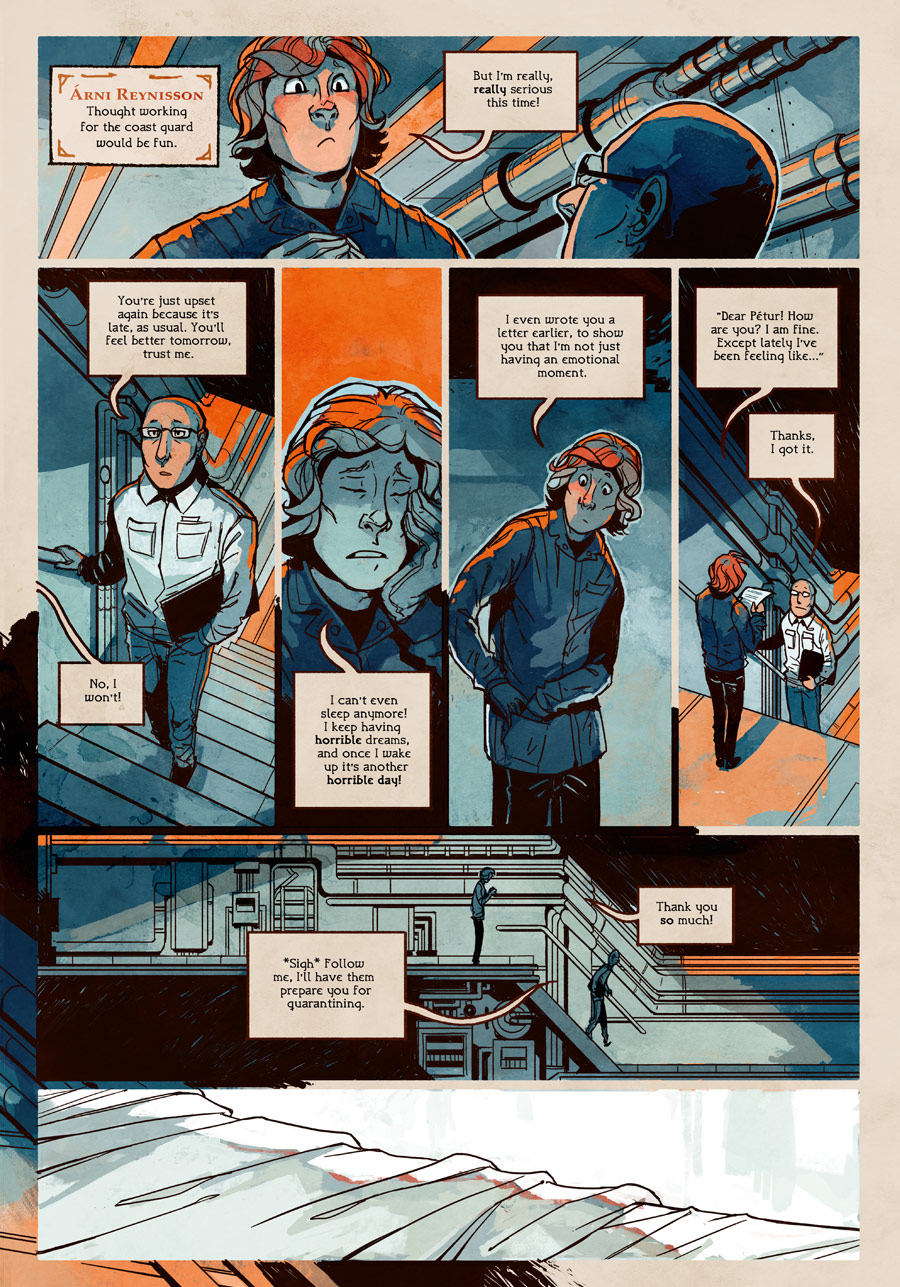 ÁRNI REYNISSON
Thought working
for the coast guard
would be fun.
But I'm really,
really serious
this time!
You're just upset
again because it's
late, as usual. You'll
feel better tomorrow,
trust me.
No, I
won't!
I can't even
sleep anymore!
I keep having
horrible dreams,
and once I wake
up it's another
horrible day!
I even wrote you a
letter earlier, to show
you that I'm not just
having an emotional
moment.
"Dear Pétur! How
are you? I am fine.
Except lately I've
been feeling like..."
Thanks,
I got it.
Thank you
so much!
*Sigh* Follow
me, I'll have them
prepare you for
quarantining.